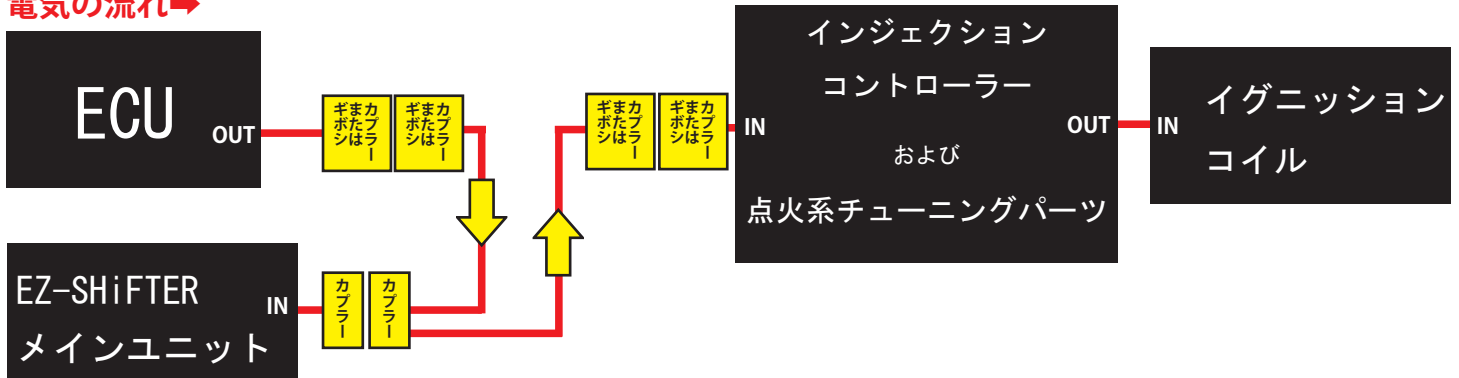 電気の流れ➡
ECU
OUT
カプラー
または
ギボシ
カプラー
または
ギボシ
カプラー
または
ギボシ
カプラー
または
ギボシ
IN
インジェクション
コントローラー
および
点火系チューニングパーツ
OUT
IN
イグニッション
コイル
EZ-SHiFTER
メインユニット
IN
カプラー
カプラー